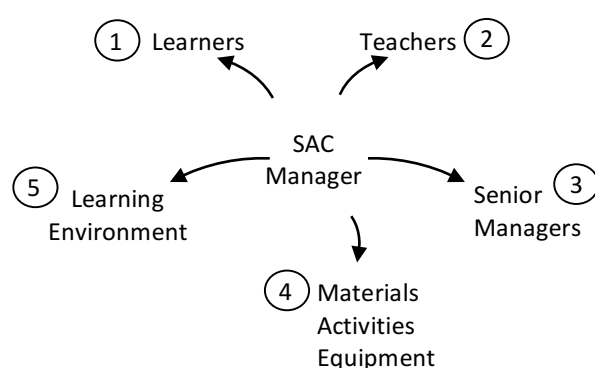 1 Learners
Teachers 2
SAC
Manager
Senior 3
Managers
4 Materials
Activities
Equipment
5 Learning
Environment